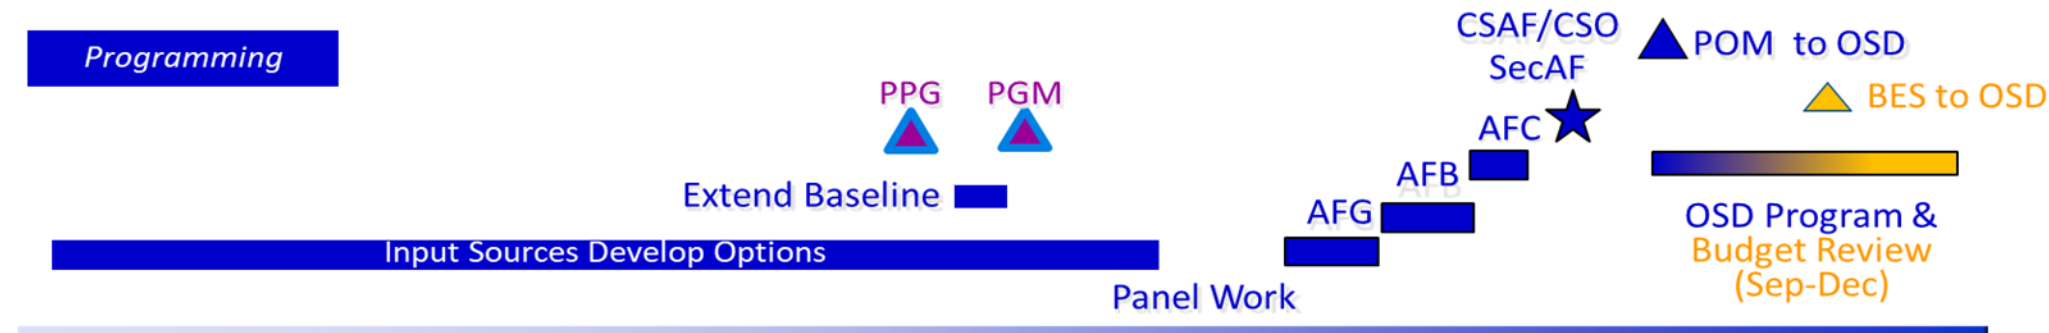 Programming
CSAF/CSO
SecAF
POM to OSD
PPG
PGM
BES to OSD
AFC
AFB
Extend Baseline
AFG
Input Sources Develop Options
Panel Work
OSD Program &
Budget Review
(Sep-Dec)